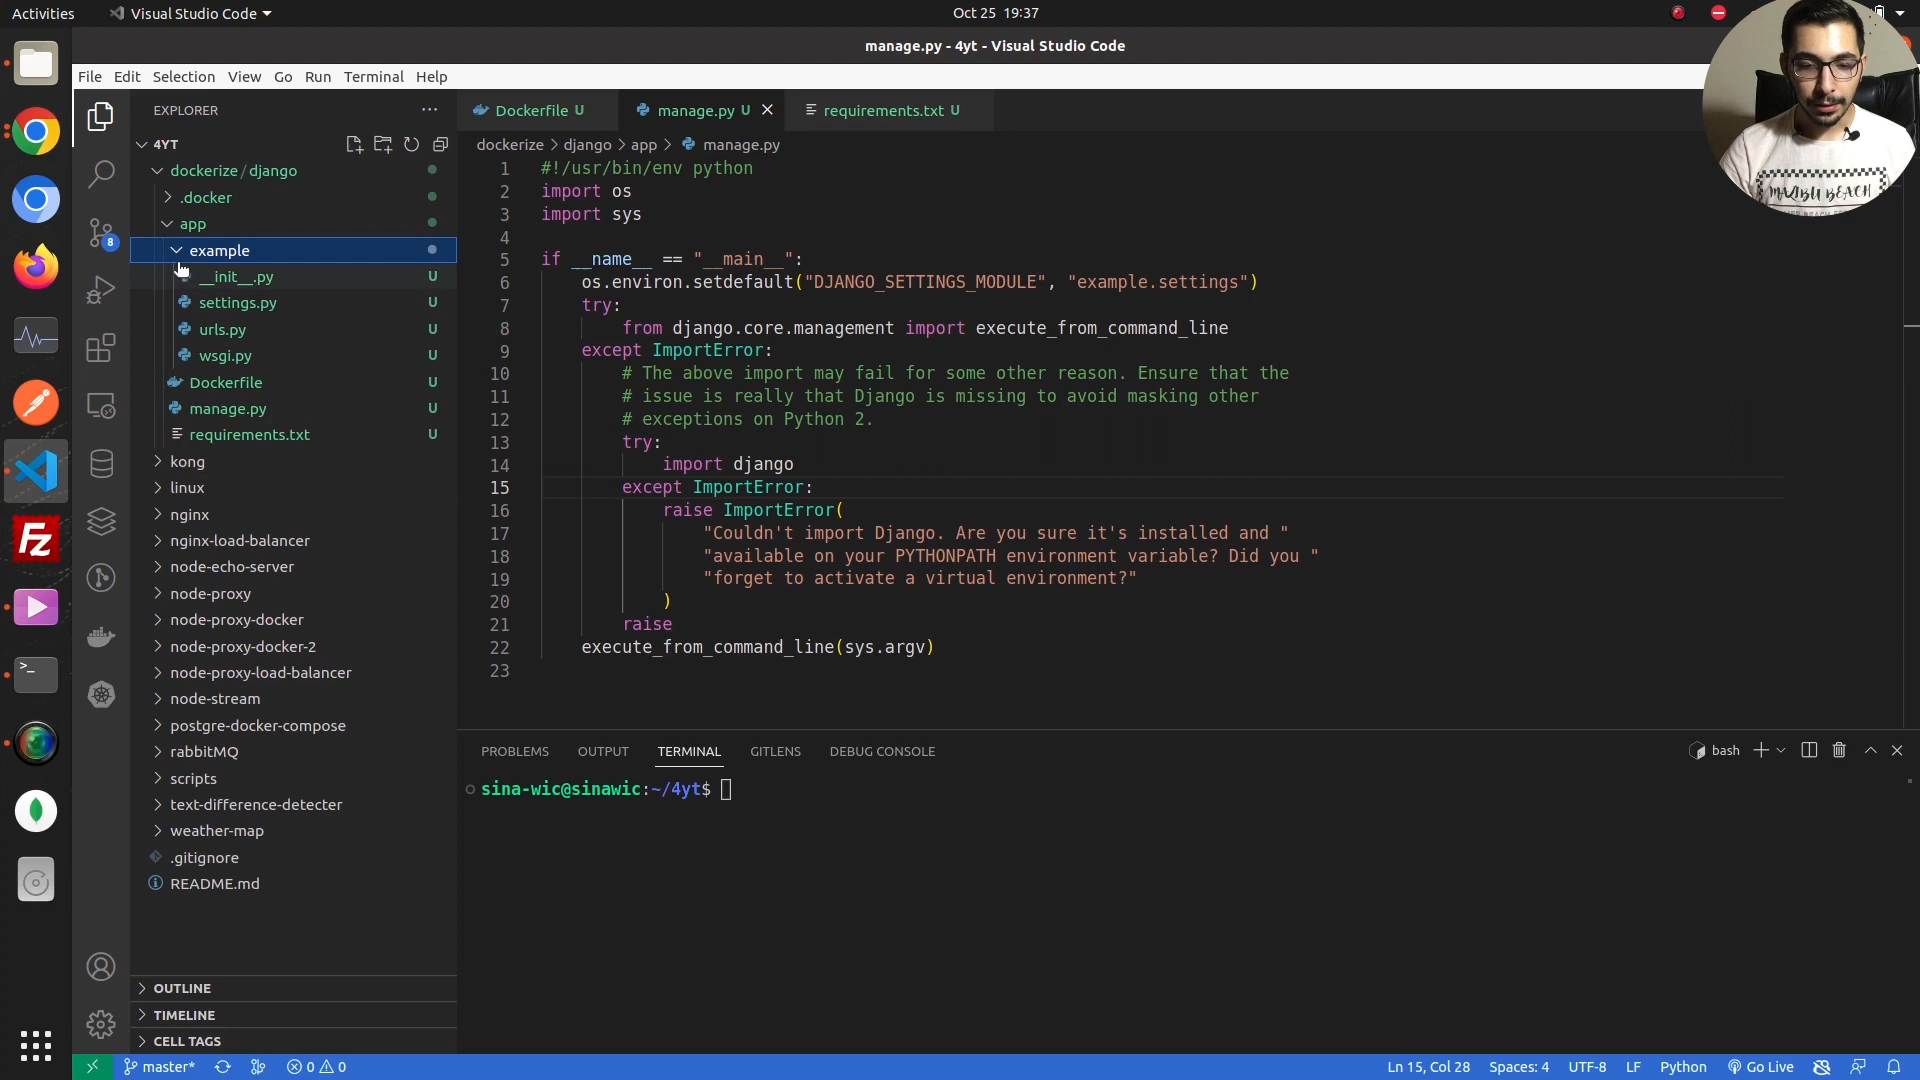 Activities
Visual Studio Code
Oct 25 19:37
manage.py - 4yt - Visual Studio Code
File Edit Selection View Go Run Terminal Help
EXPLORER
4YT
dockerize / django
.docker
app
example
__init__.py U
settings.py U
urls.py U
wsgi.py U
Dockerfile U
manage.py U
requirements.txt U
kong
linux
nginx
nginx-load-balancer
node-echo-server
node-proxy
node-proxy-docker
node-proxy-docker-2
node-proxy-load-balancer
node-stream
postgre-docker-compose
rabbitMQ
scripts
text-difference-detecter
weather-map
.gitignore
README.md
OUTLINE
TIMELINE
CELL TAGS
8
Fz
Dockerfile U
manage.py U
requirements.txt U
dockerize > django > app > manage.py
1 #!/usr/bin/env python
2 import os
3 import sys
4
5 if __name__ == "__main__":
6 os.environ.setdefault("DJANGO_SETTINGS_MODULE", "example.settings")
7 try:
8 from django.core.management import execute_from_command_line
9 except ImportError:
10 # The above import may fail for some other reason. Ensure that the
11 # issue is really that Django is missing to avoid masking other
12 # exceptions on Python 2.
13 try:
14 import django
15 except ImportError:
16 raise ImportError(
17 "Couldn't import Django. Are you sure it's installed and "
18 "available on your PYTHONPATH environment variable? Did you "
19 "forget to activate a virtual environment?"
20 )
21 raise
22 execute_from_command_line(sys.argv)
23
PROBLEMS OUTPUT TERMINAL GITLENS DEBUG CONSOLE
bash
sina-wic@sinawic:~/4yt$
MALIBU BEACH
master* 0 0
Ln 15, Col 28 Spaces: 4 UTF-8 LF Python Go Live